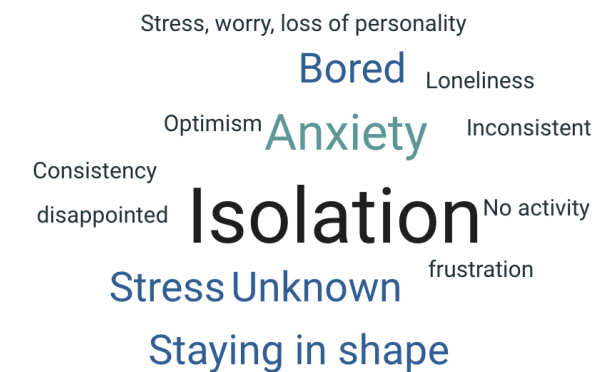 Stress, worry, loss of personality
Bored
Loneliness
Optimism
Anxiety
Inconsistent
Consistency
disappointed
Isolation
No activity
frustration
Stress
Unknown
Staying in shape